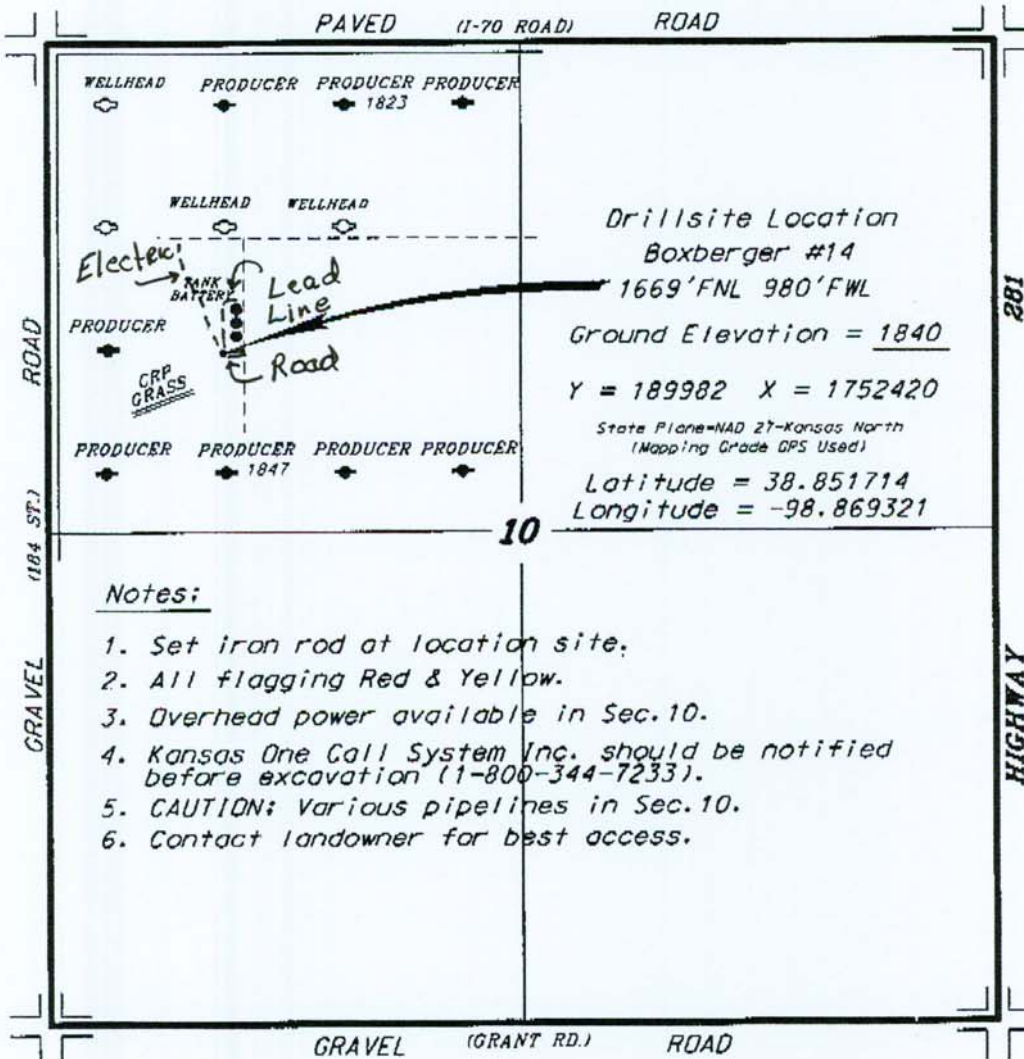 PAVED (I-70 ROAD) ROAD
WELLHEAD PRODUCER PRODUCER PRODUCER
1823
WELLHEAD WELLHEAD
Electric
TANK
BATTERY
Lead
Line
PRODUCER
Road
CRP
GRASS
PRODUCER PRODUCER PRODUCER PRODUCER
1847
Drillsite Location
Boxberger #14
1669'FNL 980'FWL
Ground Elevation = 1840
Y = 189982 X = 1752420
State Plane=NAD 27-Kansas North
(Mapping Grade GPS Used)
Latitude = 38.851714
Longitude = -98.869321
10
Notes:
1. Set iron rod at location site.
2. All flagging Red & Yellow.
3. Overhead power available in Sec.10.
4. Kansas One Call System Inc. should be notified
before excavation (1-800-344-7233).
5. CAUTION: Various pipelines in Sec.10.
6. Contact landowner for best access.
GRAVEL (184 ST.) ROAD
HIGHWAY 281
GRAVEL (GRANT RD.) ROAD